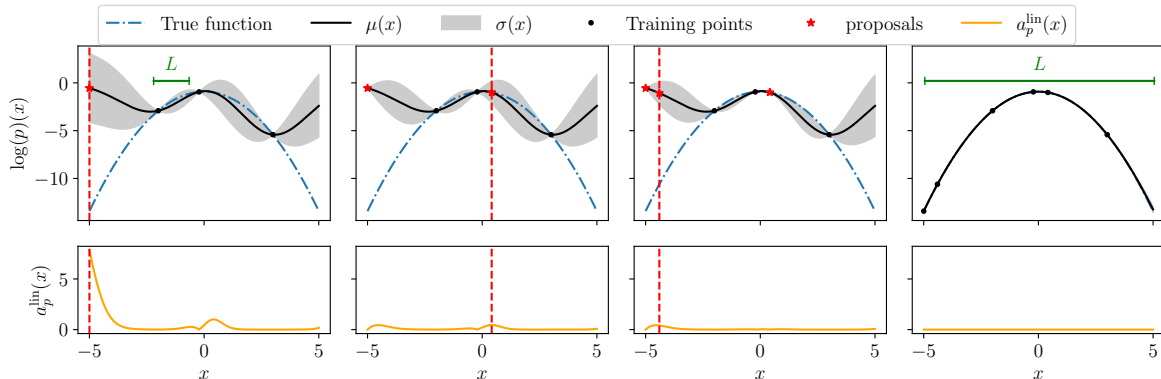 True function μ(x) σ(x) Training points proposals a_p^lin(x)
log(p)(x)
0
−5
−10
L
L
a_p^lin(x)
5
0
−5 0 5
−5 0 5
−5 0 5
−5 0 5
x
x
x
x